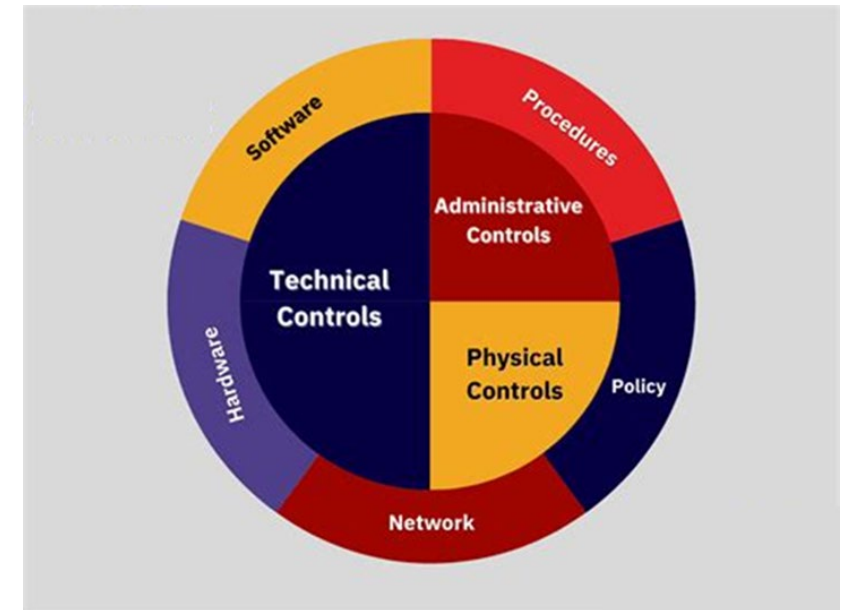 Software
Procedures
Administrative
Controls
Technical
Controls
Physical
Controls
Hardware
Policy
Network